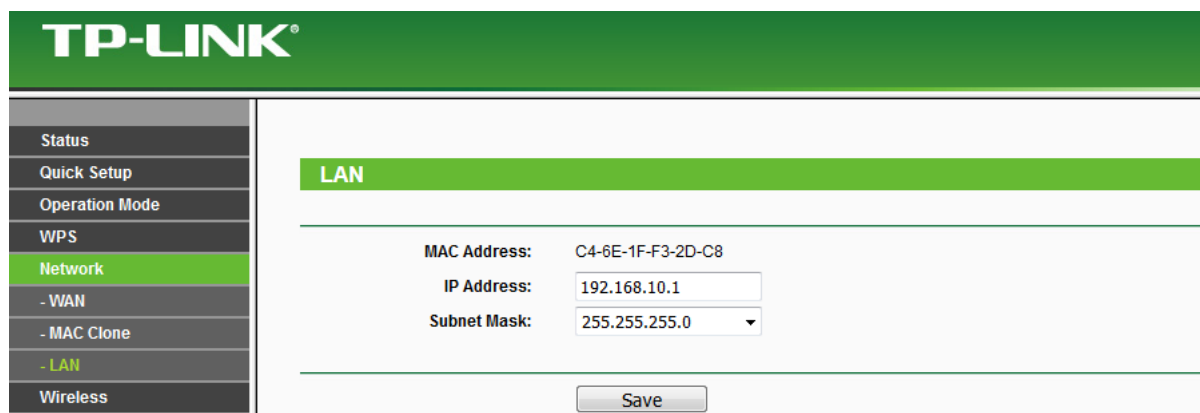 TP-LINK®
Status
Quick Setup
Operation Mode
WPS
Network
- WAN
- MAC Clone
- LAN
Wireless
LAN
MAC Address: C4-6E-1F-F3-2D-C8
IP Address: 192.168.10.1
Subnet Mask: 255.255.255.0
Save